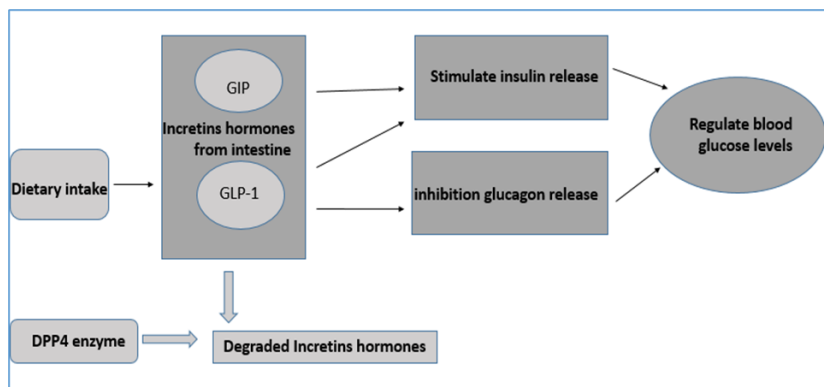 GIP
Incretins hormones
from intestine
GLP-1
Dietary intake
Stimulate insulin release
inhibition glucagon release
Regulate blood
glucose levels
DPP4 enzyme
Degraded Incretins hormones